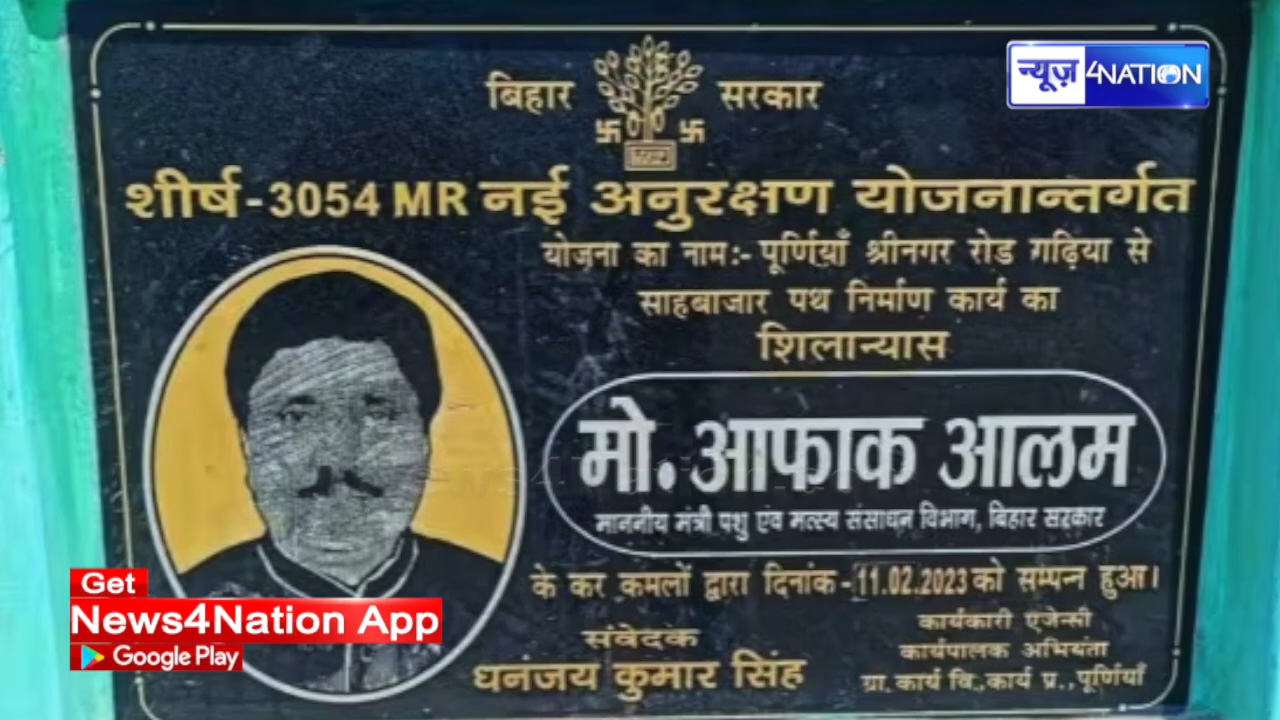 न्यूज़ 4NATION
बिहार सरकार
शीर्ष-3054 MR नई अनुरक्षण योजनान्तर्गत
योजना का नाम:- पूर्णियाँ श्रीनगर रोड गढ़िया से
साहबाजार पथ निर्माण कार्य का
शिलान्यास
मो. आफाक आलम
माननीय मंत्री पशु एंव मत्स्य संसाधन विभाग, बिहार सरकार
के कर कमलों द्वारा दिनांक-11.02.2023 को सम्पन्न हुआ।
संवेदक
धनंजय कुमार सिंह
कार्यकारी एजेन्सी
कार्यपालक अभियंता
ग्रा. कार्य वि., कार्य प्र., पूर्णियाँ
Get
News4Nation App
Google Play